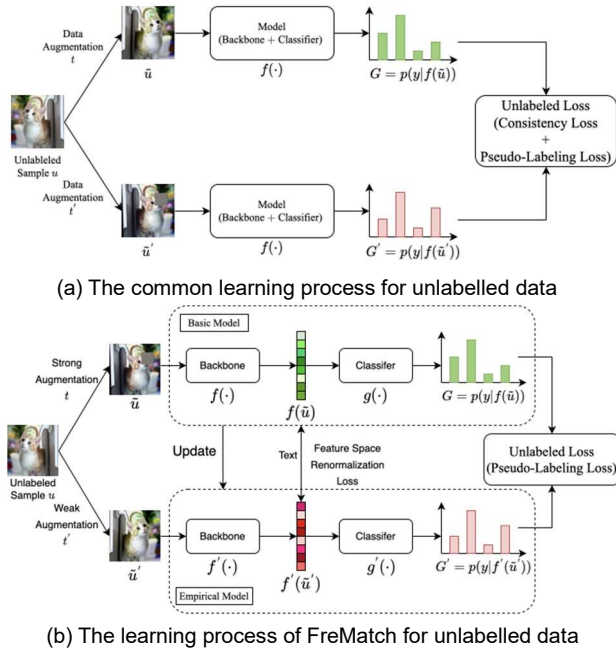 Data
Augmentation
t
ũ
Model
(Backbone + Classifier)
f(·)
G = p(y|f(ũ))
Unlabeled
Sample u
Unlabeled Loss
(Consistency Loss
+
Pseudo-Labeling Loss)
Data
Augmentation
t'
ũ'
Model
(Backbone + Classifier)
f(·)
G' = p(y|f(ũ'))
(a) The common learning process for unlabelled data
Basic Model
Strong
Augmentation
t
ũ
Backbone
f(·)
f(ũ)
Classifer
g(·)
G = p(y|f(ũ))
Unlabeled
Sample u
Update
Text
Feature Space
Renormalization
Loss
Unlabeled Loss
(Pseudo-Labeling Loss)
Weak
Augmentation
t'
ũ'
Backbone
f'(·)
f'(ũ')
Classifer
g'(·)
G' = p(y|f'(ũ'))
Empirical Model
(b) The learning process of FreMatch for unlabelled data